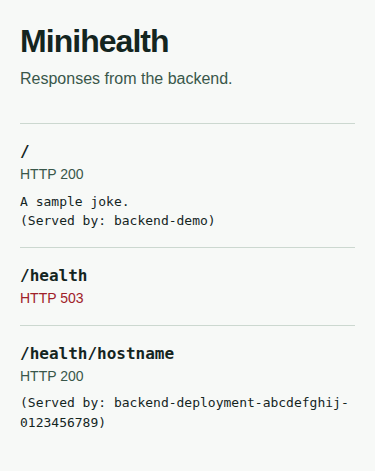 Minihealth
Responses from the backend.
/
HTTP 200
A sample joke.
(Served by: backend-demo)
/health
HTTP 503
/health/hostname
HTTP 200
(Served by: backend-deployment-abcdefghij-
0123456789)